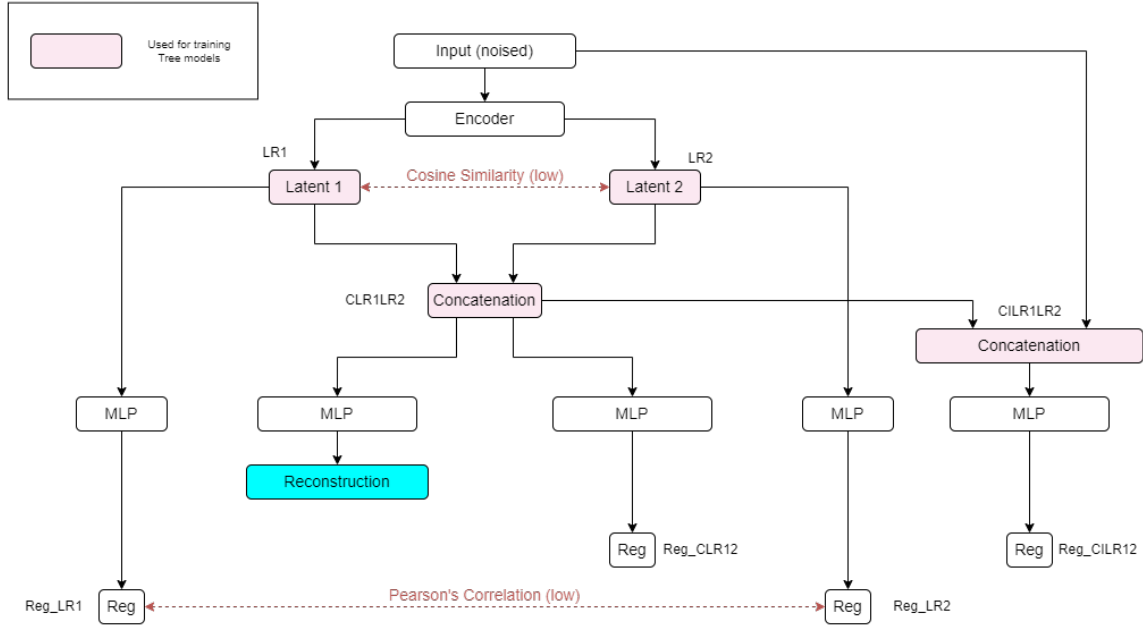 Used for training
Tree models
Input (noised)
Encoder
LR1
LR2
Latent 1
Cosine Similarity (low)
Latent 2
CLR1LR2
Concatenation
CILR1LR2
Concatenation
MLP
MLP
MLP
MLP
MLP
Reconstruction
Reg
Reg_CLR12
Reg
Reg_CILR12
Reg_LR1
Reg
Pearson's Correlation (low)
Reg
Reg_LR2